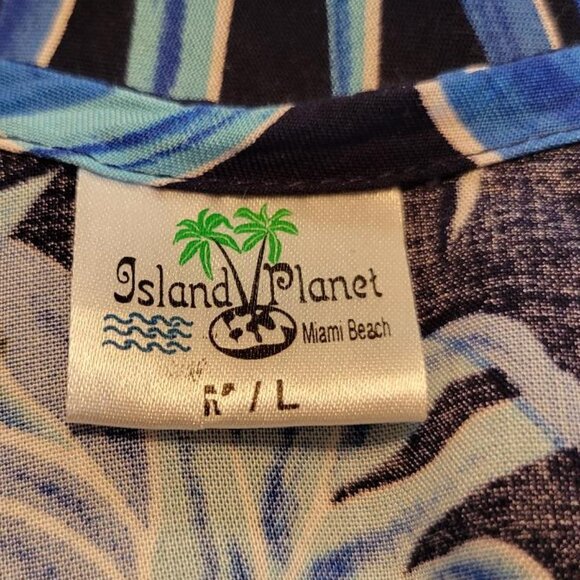 Island Planet
Miami Beach
M / L